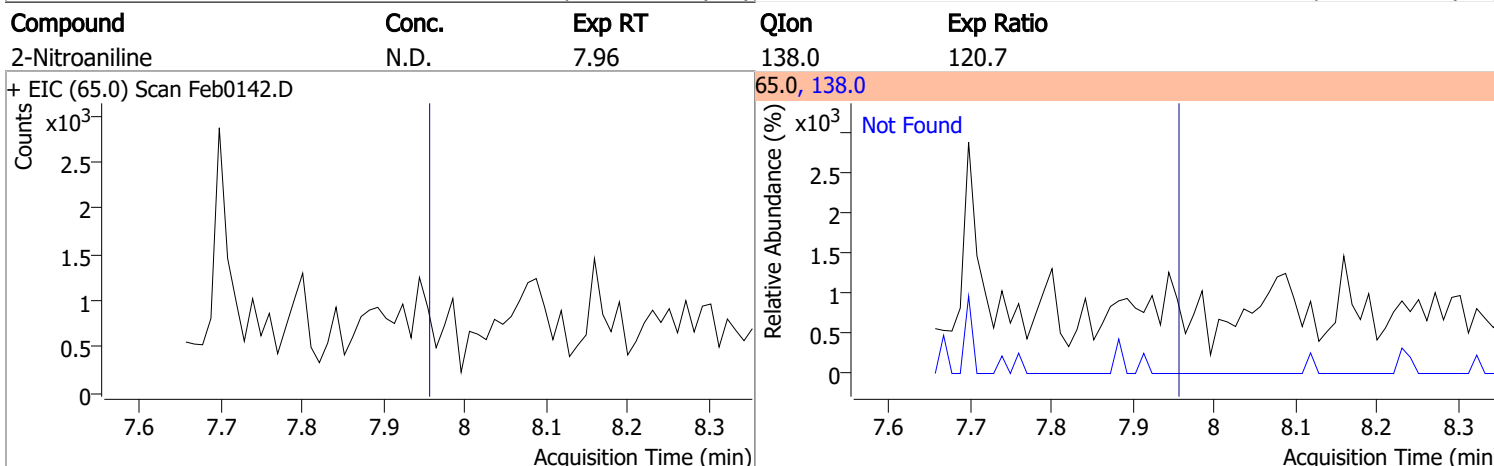 Compound Conc. Exp RT QIon Exp Ratio
2-Nitroaniline N.D. 7.96 138.0 120.7
+ EIC (65.0) Scan Feb0142.D
Counts
x10³
2.5
2
1.5
1
0.5
0
7.6 7.7 7.8 7.9 8 8.1 8.2 8.3
Acquisition Time (min)
65.0, 138.0
Relative Abundance (%)
x10³
Not Found
2.5
2
1.5
1
0.5
0
7.6 7.7 7.8 7.9 8 8.1 8.2 8.3
Acquisition Time (min)